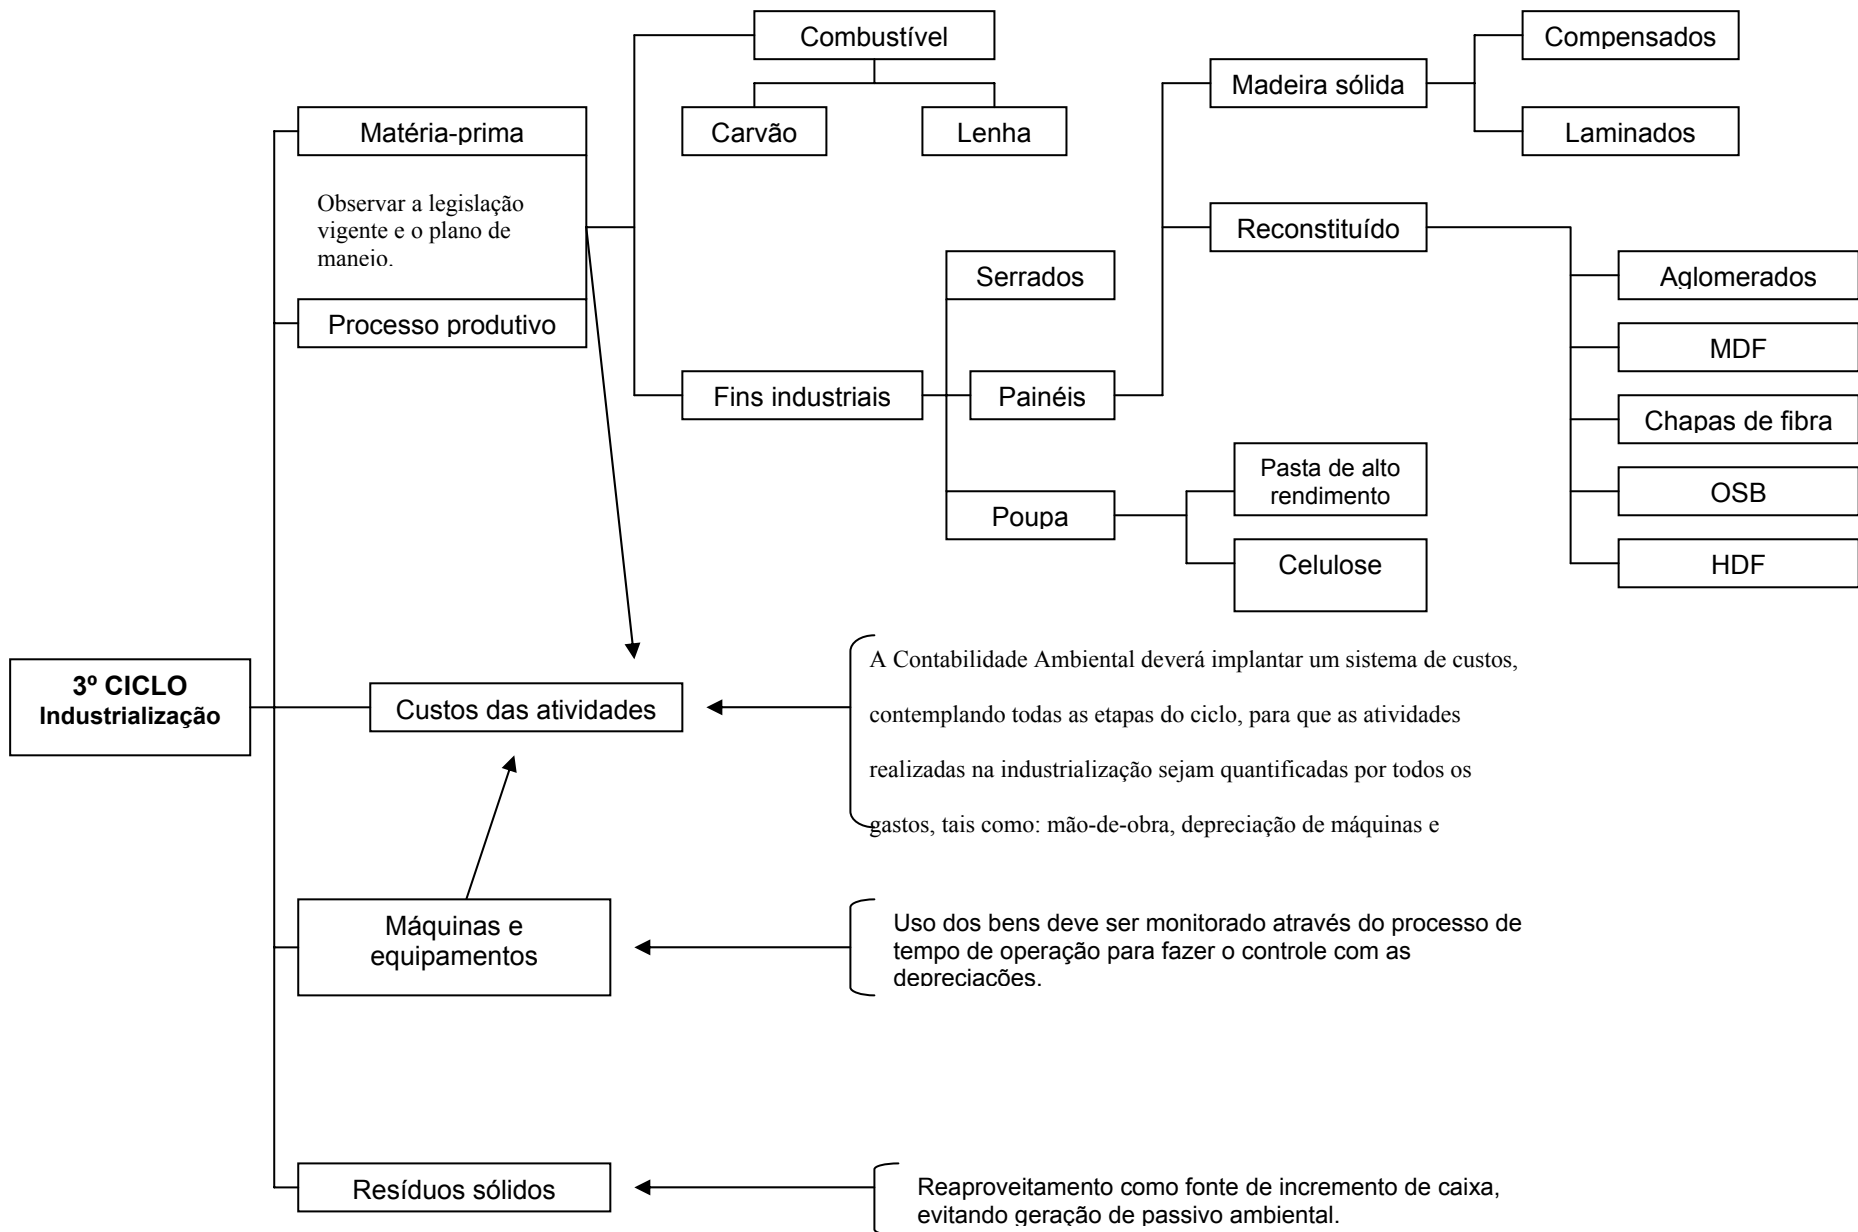 Combustível
Compensados
Madeira sólida
Matéria-prima
Carvão
Lenha
Laminados
Observar a legislação
vigente e o plano de
manejo.
Reconstituído
Serrados
Aglomerados
Processo produtivo
MDF
Fins industriais
Painéis
Chapas de fibra
Pasta de alto
rendimento
OSB
Poupa
Celulose
HDF
3º CICLO
Industrialização
Custos das atividades
A Contabilidade Ambiental deverá implantar um sistema de custos,
contemplando todas as etapas do ciclo, para que as atividades
realizadas na industrialização sejam quantificadas por todos os
gastos, tais como: mão-de-obra, depreciação de máquinas e
Máquinas e
equipamentos
Uso dos bens deve ser monitorado através do processo de
tempo de operação para fazer o controle com as
depreciações.
Resíduos sólidos
Reaproveitamento como fonte de incremento de caixa,
evitando geração de passivo ambiental.